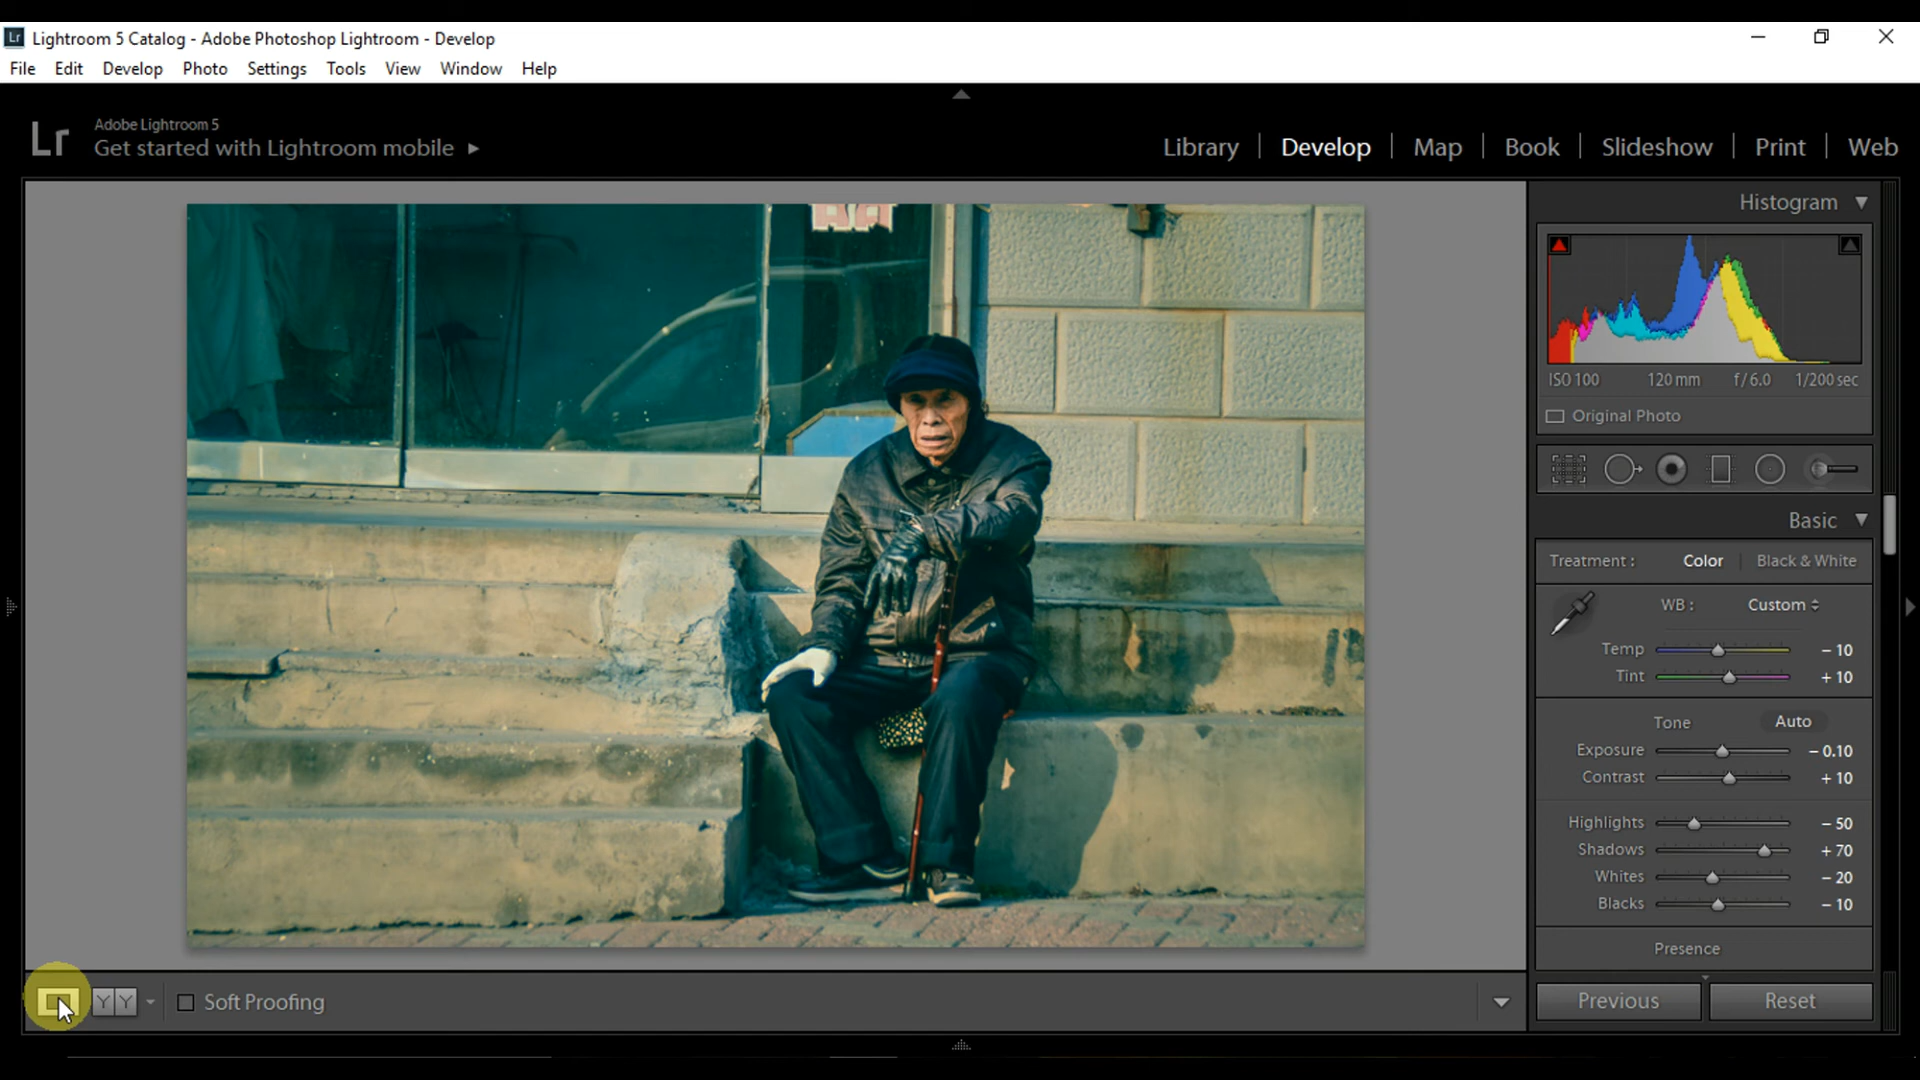 Lr Lightroom 5 Catalog - Adobe Photoshop Lightroom - Develop
File Edit Develop Photo Settings Tools View Window Help
Lr Adobe Lightroom 5
Get started with Lightroom mobile ▸
Library | Develop | Map | Book | Slideshow | Print | Web
Histogram
ISO 100 120 mm f / 6.0 1/200 sec
Original Photo
Basic
Treatment : Color | Black & White
WB : Custom
Temp - 10
Tint + 10
Tone Auto
Exposure - 0.10
Contrast + 10
Highlights - 50
Shadows + 70
Whites - 20
Blacks - 10
Presence
Y Y Soft Proofing
Previous Reset